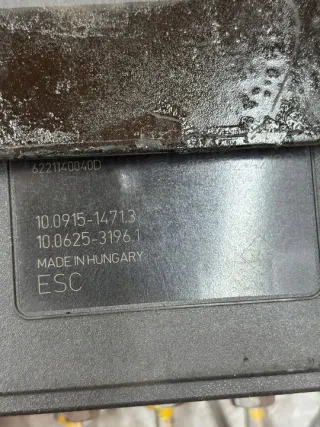 6221140040D
10.0915-1471.3
10.0625-3196.1
MADE IN HUNGARY
ESC